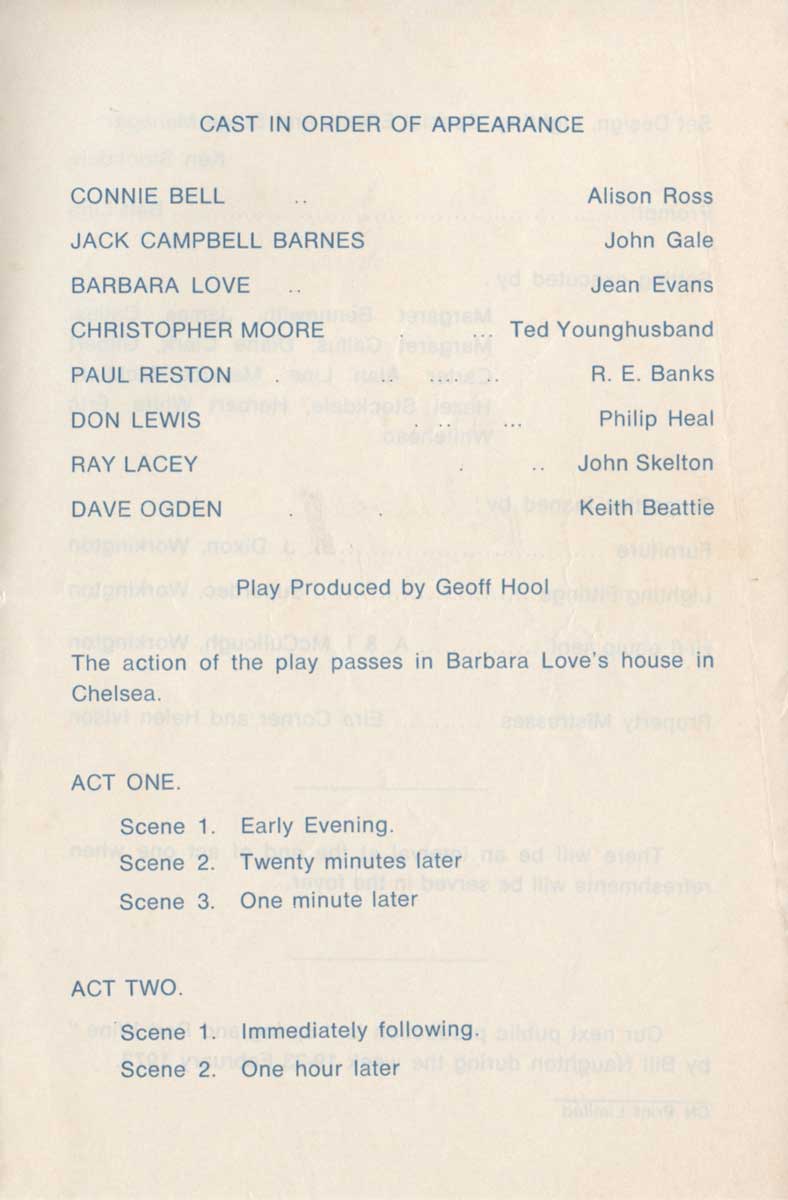 CAST IN ORDER OF APPEARANCE
CONNIE BELL .. Alison Ross
JACK CAMPBELL BARNES John Gale
BARBARA LOVE .. Jean Evans
CHRISTOPHER MOORE . ... Ted Younghusband
PAUL RESTON . .. .... .. R. E. Banks
DON LEWIS . .. ... Philip Heal
RAY LACEY . .. John Skelton
DAVE OGDEN . . Keith Beattie
Play Produced by Geoff Hool
The action of the play passes in Barbara Love's house in
Chelsea.
ACT ONE.
Scene 1. Early Evening.
Scene 2. Twenty minutes later
Scene 3. One minute later
ACT TWO.
Scene 1. Immediately following.
Scene 2. One hour later